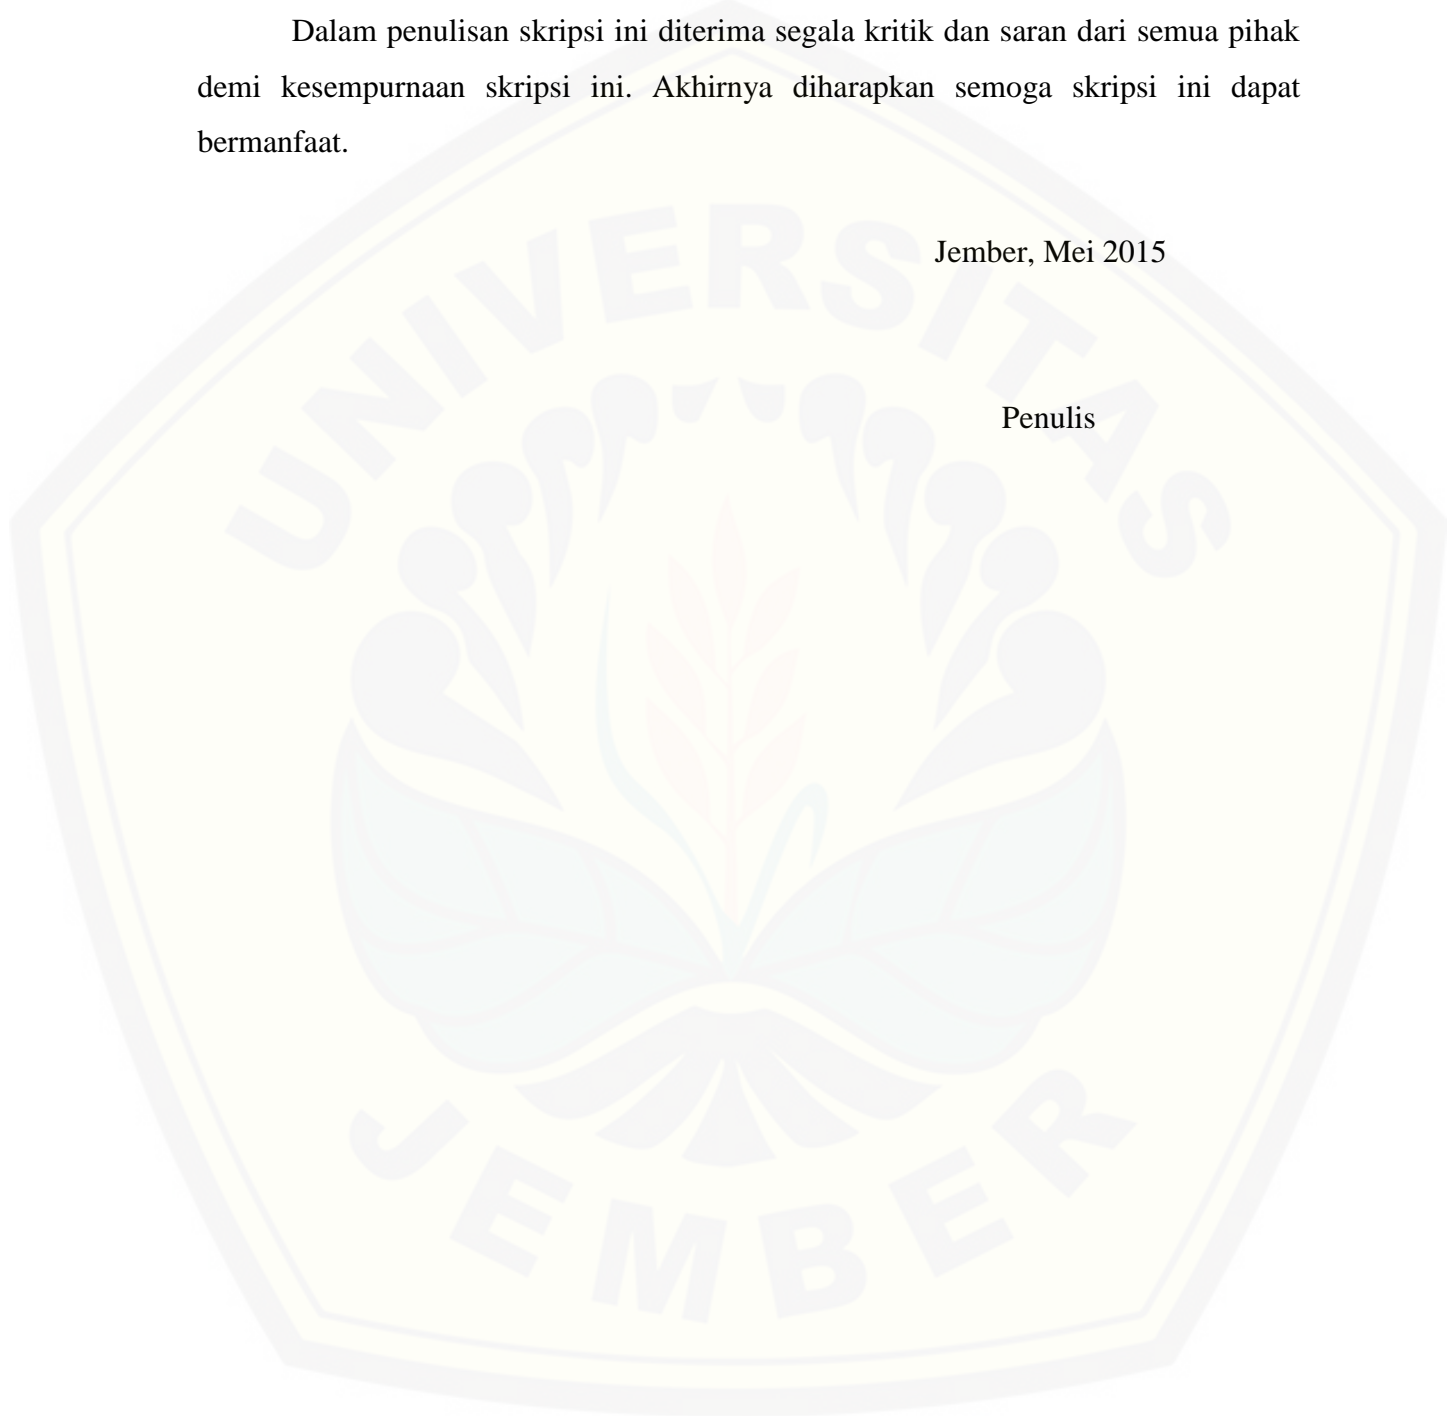 Dalam penulisan skripsi ini diterima segala kritik dan saran dari semua pihak
demi kesempurnaan skripsi ini. Akhirnya diharapkan semoga skripsi ini dapat
bermanfaat.
Jember, Mei 2015
Penulis
UNIVERSITAS
JEMBER